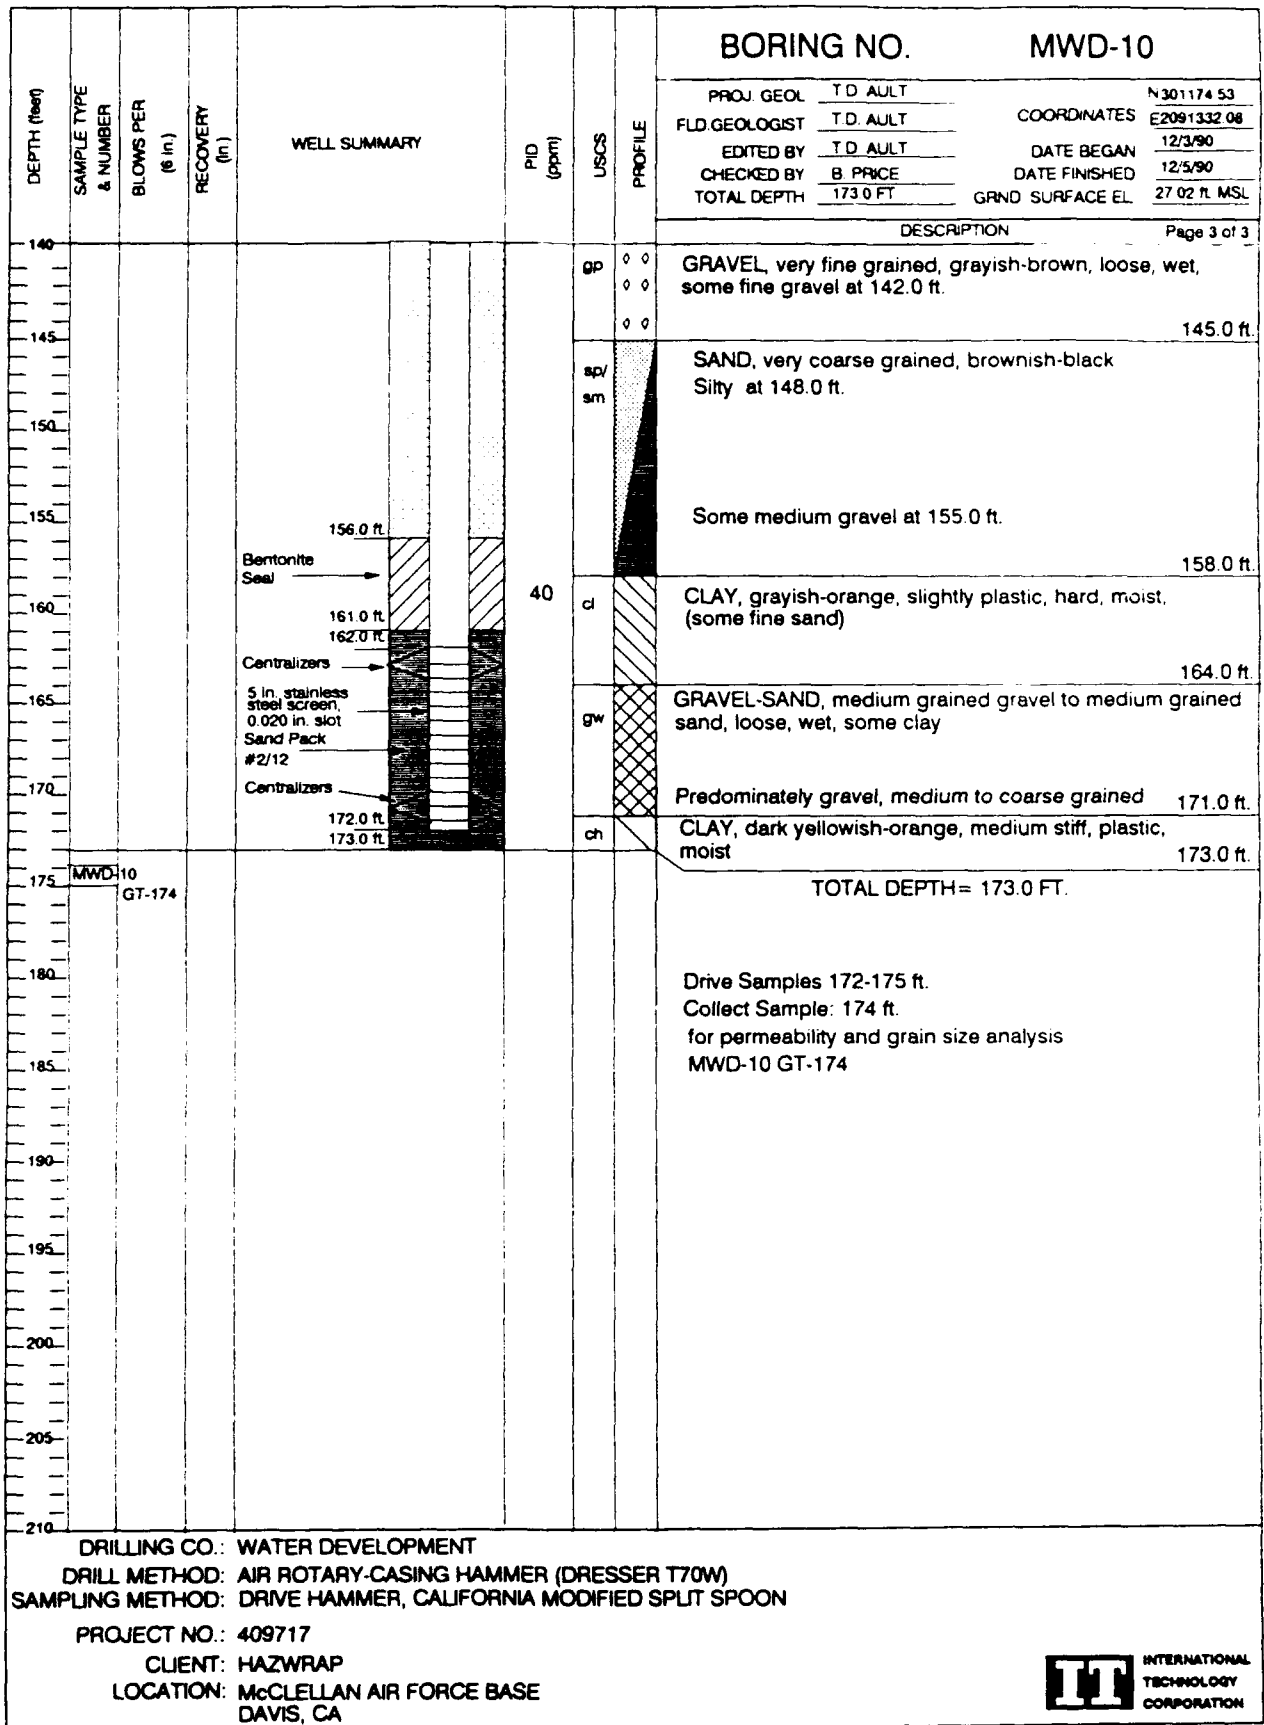 BORING NO. MWD-10
DEPTH (feet)
SAMPLE TYPE
& NUMBER
BLOWS PER
(6 in.)
RECOVERY
(in.)
WELL SUMMARY
PID
(ppm)
USCS
PROFILE
PROJ. GEOL T D AULT
FLD.GEOLOGIST T.D. AULT
EDITED BY T D AULT
CHECKED BY B. PRICE
TOTAL DEPTH 173 0 FT
COORDINATES N 301174 53
E2091332.08
DATE BEGAN 12/3/90
DATE FINISHED 12/5/90
GRND SURFACE EL 27 02 ft. MSL
DESCRIPTION Page 3 of 3
140
145
150
155
160
165
170
175
180
185
190
195
200
205
210
MWD-10
GT-174
156.0 ft.
Bentonite
Seal
161.0 ft.
162.0 ft.
Centralizers
5 in. stainless
steel screen,
0.020 in. slot
Sand Pack
#2/12
Centralizers
172.0 ft.
173.0 ft.
40
gp
sp/
sm
cl
gw
ch
GRAVEL, very fine grained, grayish-brown, loose, wet,
some fine gravel at 142.0 ft.
145.0 ft.
SAND, very coarse grained, brownish-black
Silty at 148.0 ft.
Some medium gravel at 155.0 ft.
158.0 ft.
CLAY, grayish-orange, slightly plastic, hard, moist,
(some fine sand)
164.0 ft.
GRAVEL-SAND, medium grained gravel to medium grained
sand, loose, wet, some clay
Predominately gravel, medium to coarse grained 171.0 ft.
CLAY, dark yellowish-orange, medium stiff, plastic,
moist
173.0 ft.
TOTAL DEPTH= 173.0 FT.
Drive Samples 172-175 ft.
Collect Sample: 174 ft.
for permeability and grain size analysis
MWD-10 GT-174
DRILLING CO.: WATER DEVELOPMENT
DRILL METHOD: AIR ROTARY-CASING HAMMER (DRESSER T70W)
SAMPLING METHOD: DRIVE HAMMER, CALIFORNIA MODIFIED SPLIT SPOON
PROJECT NO.: 409717
CLIENT: HAZWRAP
LOCATION: McCLELLAN AIR FORCE BASE
DAVIS, CA
IT
INTERNATIONAL
TECHNOLOGY
CORPORATION